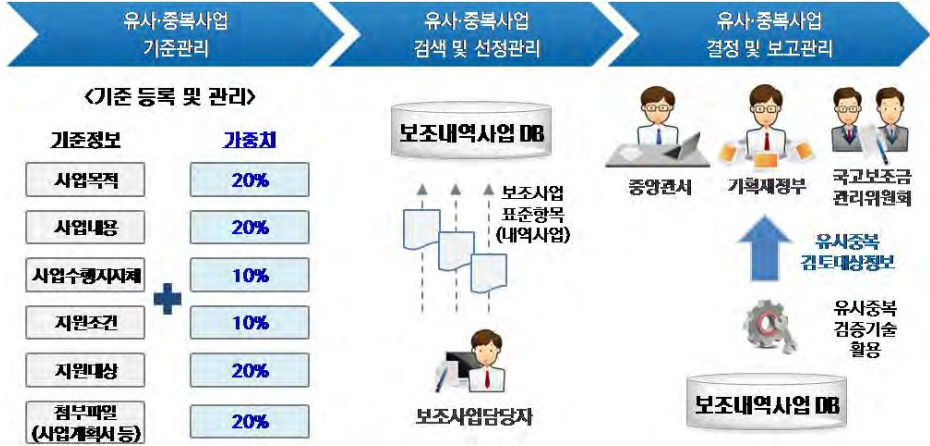 유사·중복사업
기준관리
유사·중복사업
검색 및 선정관리
유사·중복사업
결정 및 보고관리
<기준 등록 및 관리>
기준정보
가중치
사업목적
20%
사업내용
20%
사업수행지자체
10%
지원조건
10%
지원대상
20%
첨부파일
(사업계획서 등)
20%
보조내역사업 DB
보조사업
표준항목
(내역사업)
보조사업담당자
중앙관서
기획재정부
국고보조금
관리위원회
유사중복
검토대상정보
유사중복
검증기술
활용
보조내역사업 DB